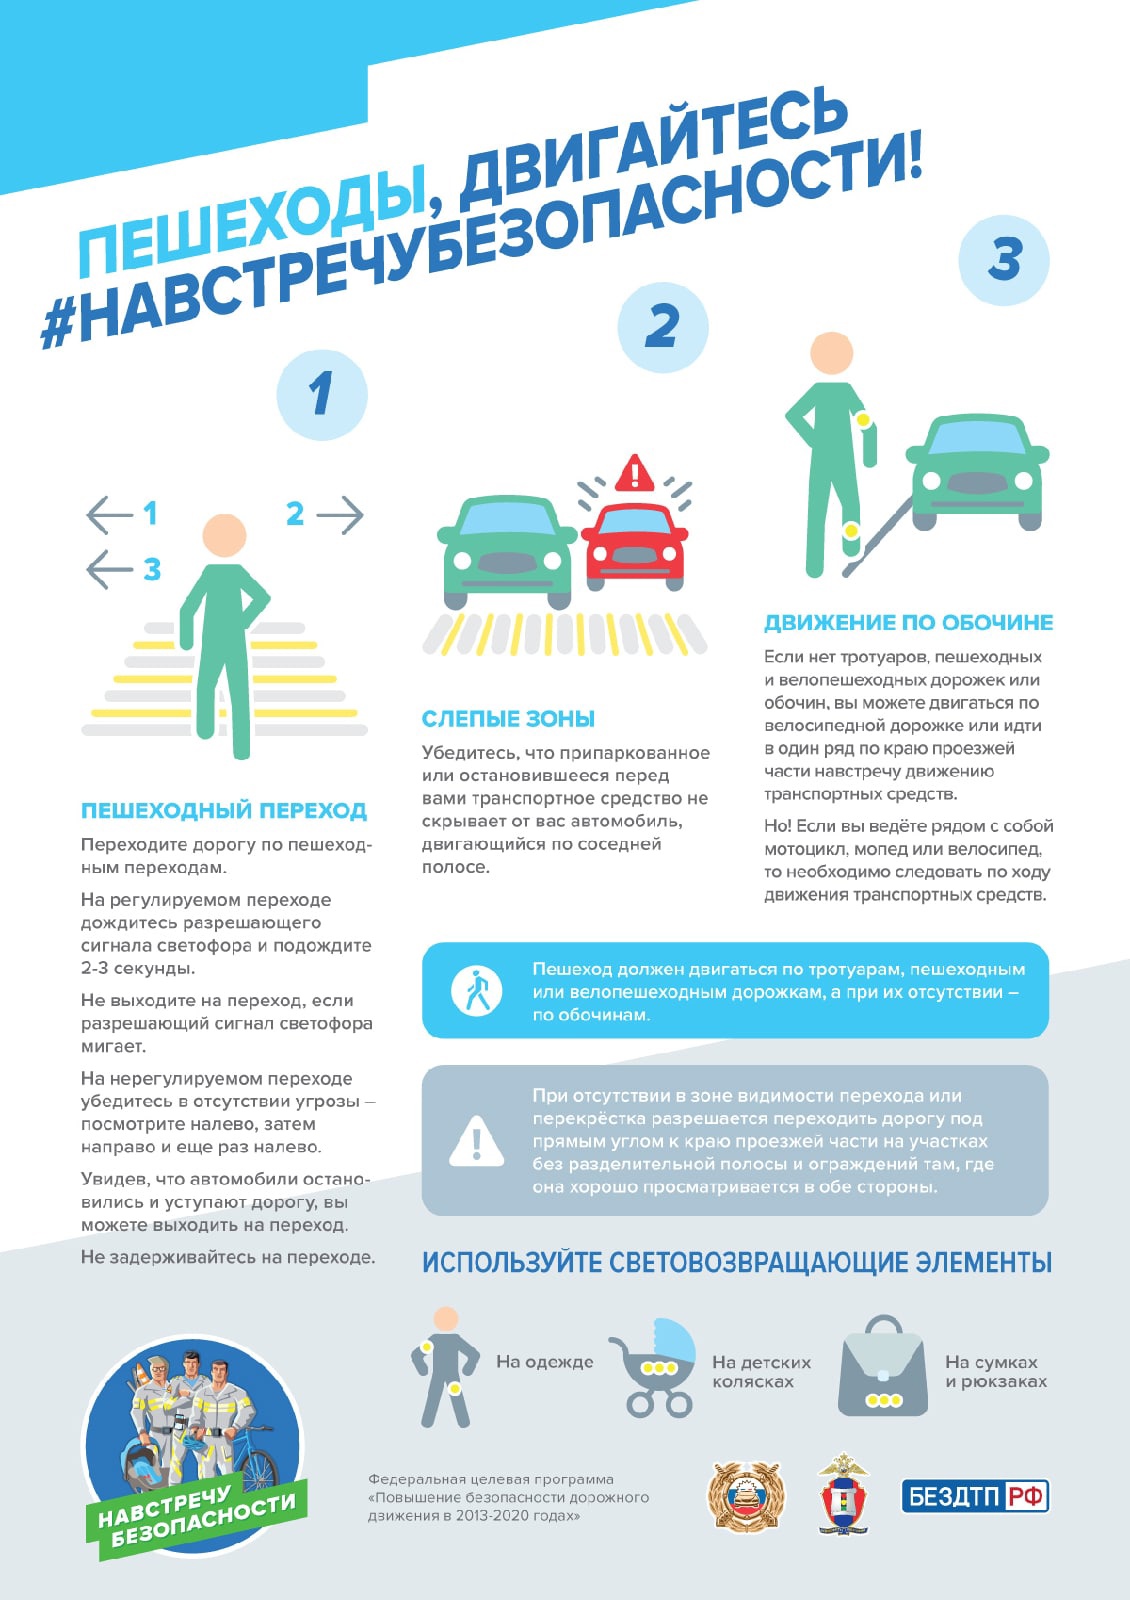 ПЕШЕХОДЫ, ДВИГАЙТЕСЬ
#НАВСТРЕЧУБЕЗОПАСНОСТИ!
1
1
2
3
ПЕШЕХОДНЫЙ ПЕРЕХОД
Переходите дорогу по пешеход-
ным переходам.
На регулируемом переходе
дождитесь разрешающего
сигнала светофора и подождите
2-3 секунды.
Не выходите на переход, если
разрешающий сигнал светофора
мигает.
На нерегулируемом переходе
убедитесь в отсутствии угрозы –
посмотрите налево, затем
направо и еще раз налево.
Увидев, что автомобили остано-
вились и уступают дорогу, вы
можете выходить на переход.
Не задерживайтесь на переходе.
2
!
СЛЕПЫЕ ЗОНЫ
Убедитесь, что припаркованное
или остановившееся перед
вами транспортное средство не
скрывает от вас автомобиль,
двигающийся по соседней
полосе.
3
ДВИЖЕНИЕ ПО ОБОЧИНЕ
Если нет тротуаров, пешеходных
и велопешеходных дорожек или
обочин, вы можете двигаться по
велосипедной дорожке или идти
в один ряд по краю проезжей
части навстречу движению
транспортных средств.
Но! Если вы ведёте рядом с собой
мотоцикл, мопед или велосипед,
то необходимо следовать по ходу
движения транспортных средств.
Пешеход должен двигаться по тротуарам, пешеходным
или велопешеходным дорожкам, а при их отсутствии –
по обочинам.
!
При отсутствии в зоне видимости перехода или
перекрёстка разрешается переходить дорогу под
прямым углом к краю проезжей части на участках
без разделительной полосы и ограждений там, где
она хорошо просматривается в обе стороны.
ИСПОЛЬЗУЙТЕ СВЕТОВОЗВРАЩАЮЩИЕ ЭЛЕМЕНТЫ
На одежде
На детских
колясках
На сумках
и рюкзаках
НАВСТРЕЧУ
БЕЗОПАСНОСТИ
Федеральная целевая программа
«Повышение безопасности дорожного
движения в 2013-2020 годах»
БЕЗДТП РФ